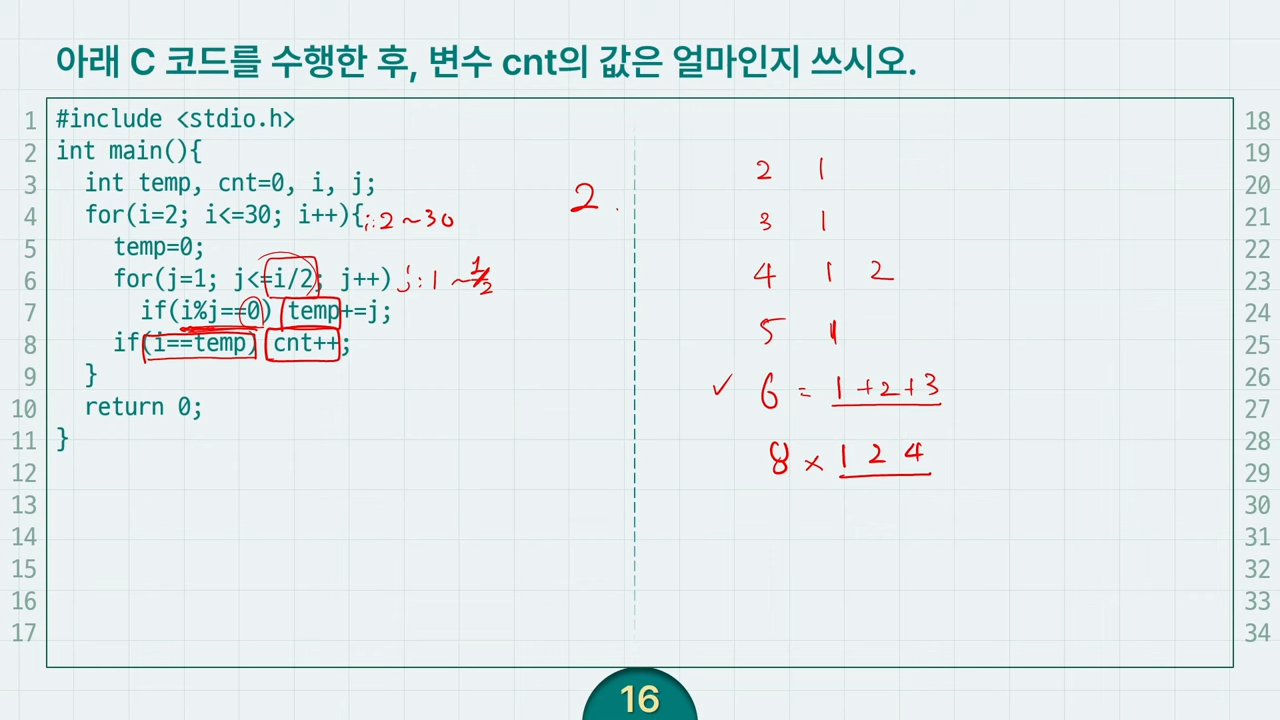 아래 C 코드를 수행한 후, 변수 cnt의 값은 얼마인지 쓰시오.
1 #include <stdio.h>
2 int main(){
3 int temp, cnt=0, i, j;
4 for(i=2; i<=30; i++){ i:2~30
5 temp=0;
6 for(j=1; j<=i/2; j++) j:1~i/2
7 if(i%j==0) temp+=j;
8 if(i==temp) cnt++;
9 }
10 return 0;
11 }
12
13
14
15
16
17
2.
2 1
3 1
4 1 2
5 1
✓ 6 = 1+2+3
8 × 1 2 4
18
19
20
21
22
23
24
25
26
27
28
29
30
31
32
33
34
16